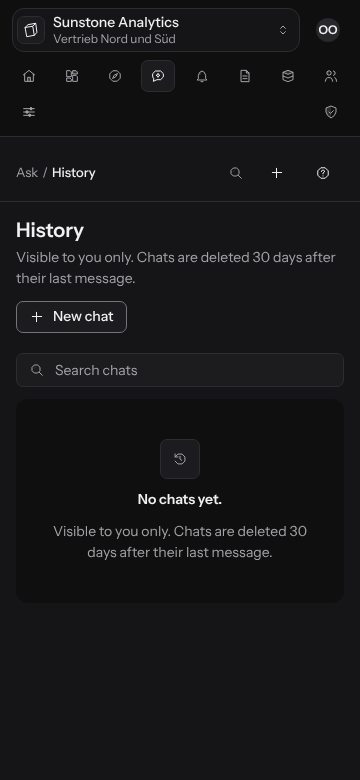 Sunstone Analytics
Vertrieb Nord und Süd
OO
Ask / History
History
Visible to you only. Chats are deleted 30 days after
their last message.
New chat
Search chats
No chats yet.
Visible to you only. Chats are deleted 30
days after their last message.